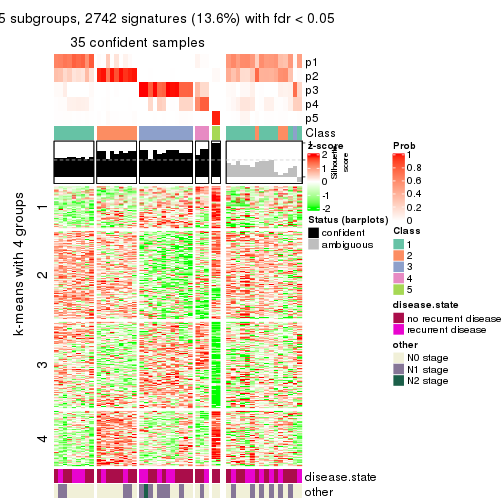 5 subgroups, 2742 signatures (13.6%) with fdr < 0.05
35 confident samples
p1
p2
p3
p4
p5
Class
k-means with 4 groups
1
2
3
4
z-score
2
1
0
-1
-2
Silhouette
score
Status (barplots)
confident
ambiguous
Prob
1
0.8
0.6
0.4
0.2
0
Class
1
2
3
4
5
disease.state
no recurrent disease
recurrent disease
other
N0 stage
N1 stage
N2 stage
disease.state
other